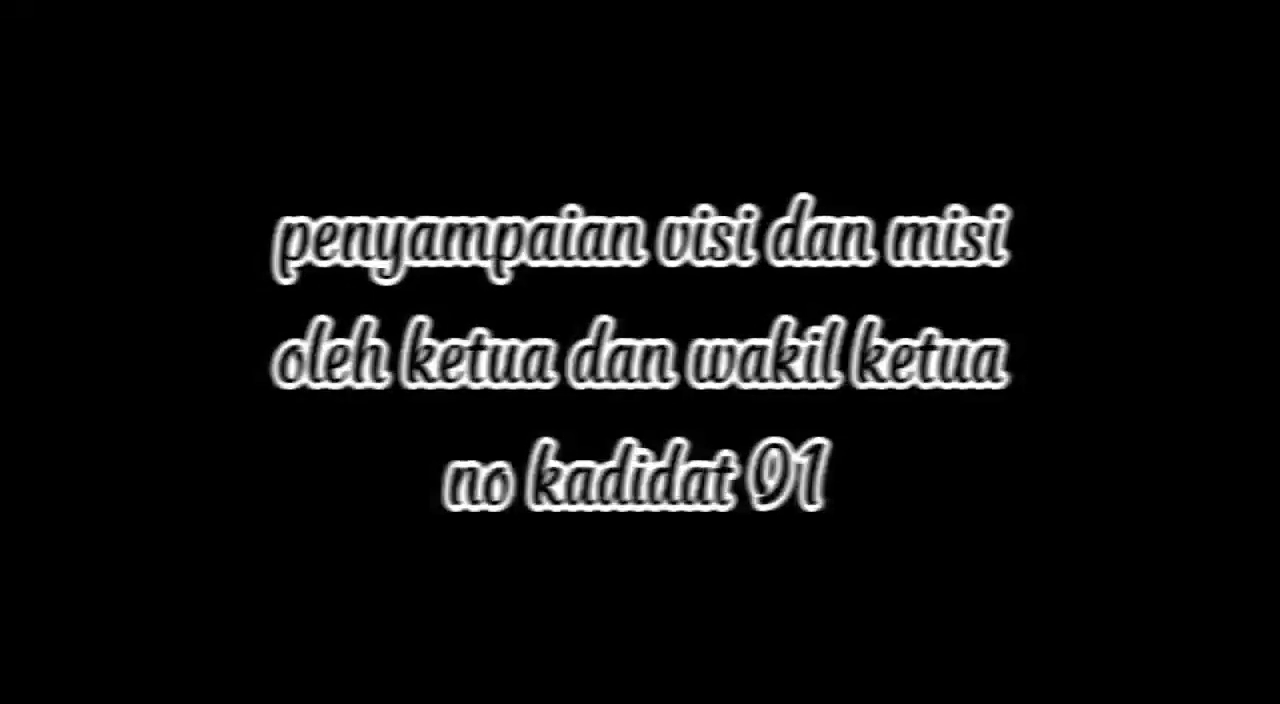 penyampaian visi dan misi
oleh ketua dan wakil ketua
no kadidat 01